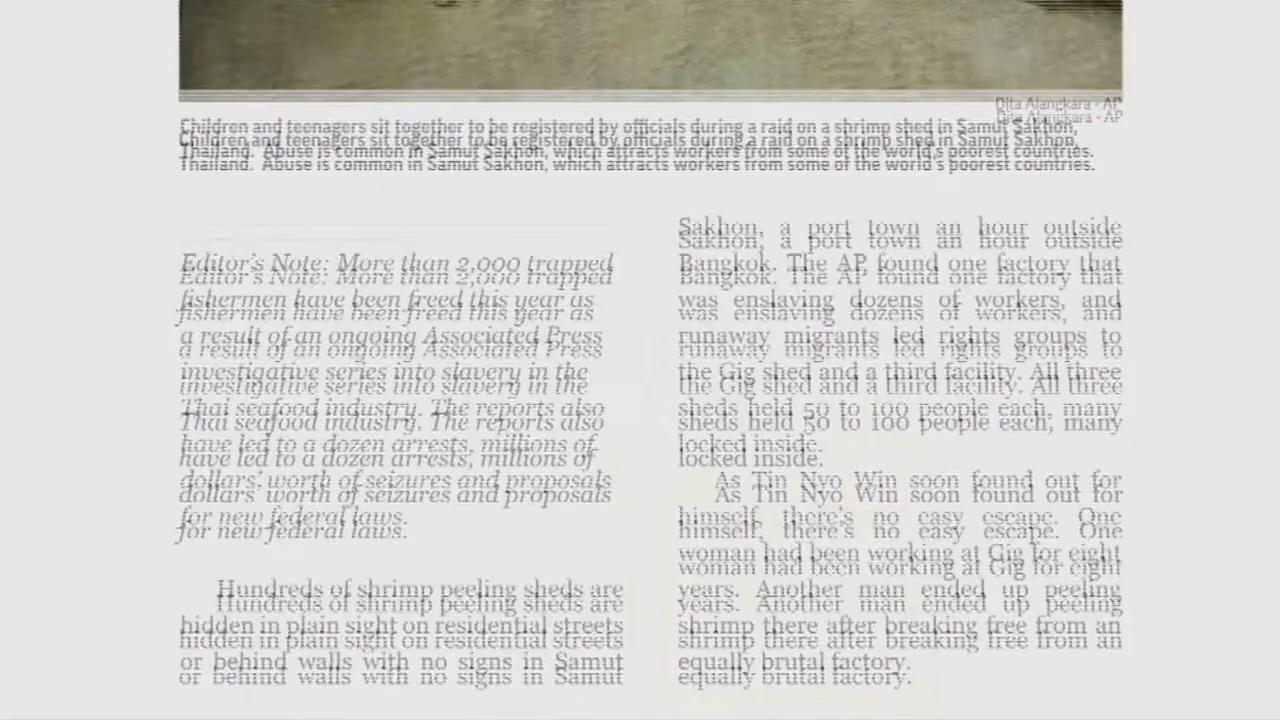 Dita Alangkara - AP
Children and teenagers sit together to be registered by officials during a raid on a shrimp shed in Samut Sakhon,
Thailand. Abuse is common in Samut Sakhon, which attracts workers from some of the world's poorest countries.
Editor's Note: More than 2,000 trapped
fishermen have been freed this year as
a result of an ongoing Associated Press
investigative series into slavery in the
Thai seafood industry. The reports also
have led to a dozen arrests, millions of
dollars' worth of seizures and proposals
for new federal laws.
Hundreds of shrimp peeling sheds are
hidden in plain sight on residential streets
or behind walls with no signs in Samut
Sakhon, a port town an hour outside
Bangkok. The AP found one factory that
was enslaving dozens of workers, and
runaway migrants led rights groups to
the Gig shed and a third facility. All three
sheds held 50 to 100 people each, many
locked inside.
As Tin Nyo Win soon found out for
himself, there's no easy escape. One
woman had been working at Gig for eight
years. Another man ended up peeling
shrimp there after breaking free from an
equally brutal factory.